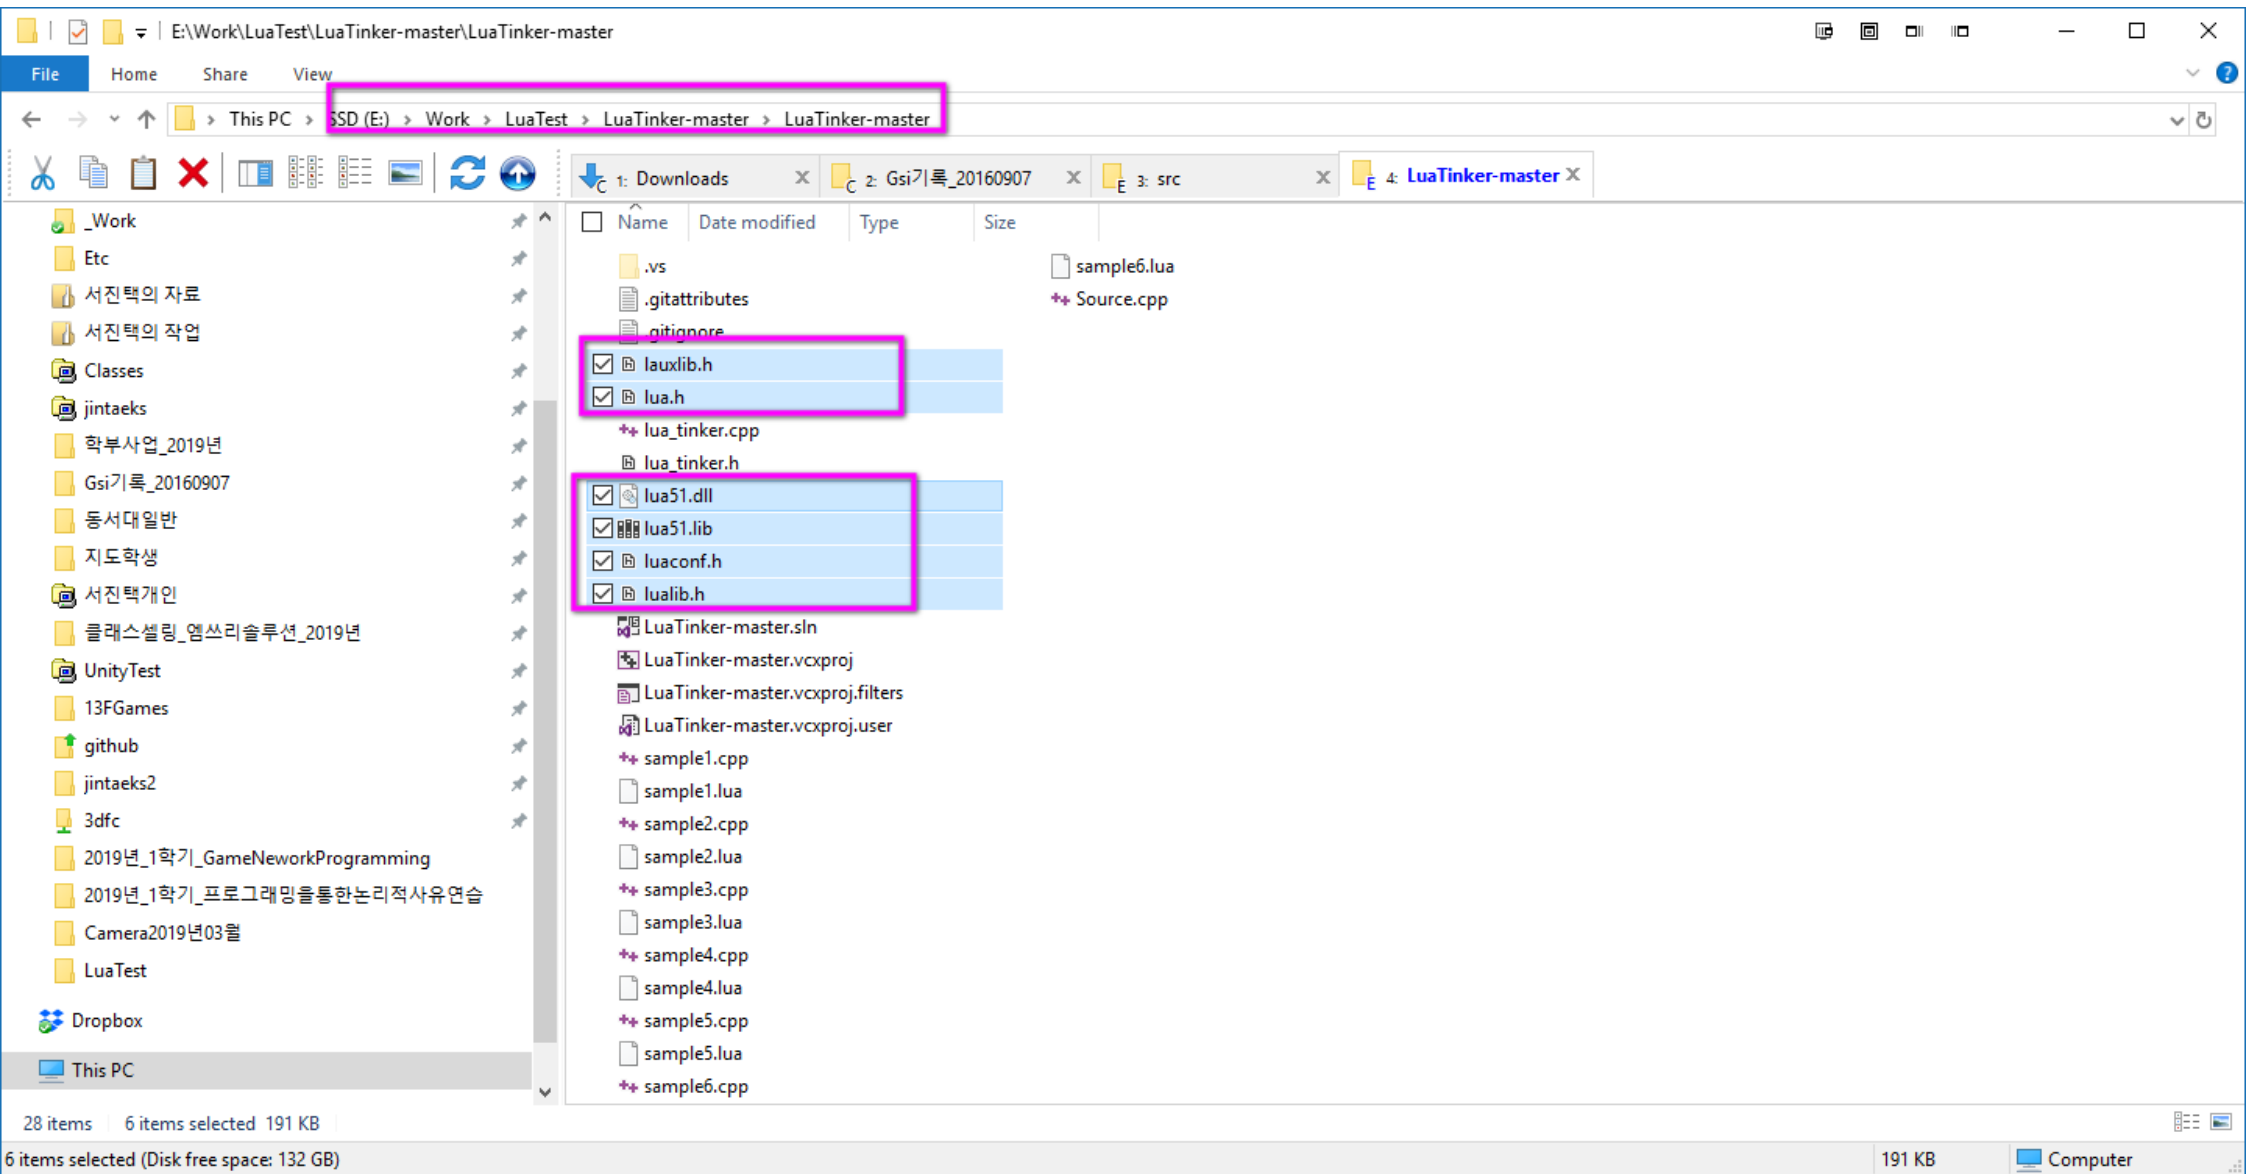 E:\Work\LuaTest\LuaTinker-master\LuaTinker-master
File Home Share View
This PC > SSD (E:) > Work > LuaTest > LuaTinker-master > LuaTinker-master
1: Downloads 2: Gsi기록_20160907 3: src 4: LuaTinker-master
_Work
Etc
서진택의 자료
서진택의 작업
Classes
jintaeks
학부사업_2019년
Gsi기록_20160907
동서대일반
지도학생
서진택개인
클래스셀링_엠쓰리솔루션_2019년
UnityTest
13FGames
github
jintaeks2
3dfc
2019년_1학기_GameNeworkProgramming
2019년_1학기_프로그래밍을통한논리적사유연습
Camera2019년03월
LuaTest
Dropbox
This PC
Name Date modified Type Size
.vs
.gitattributes
.gitignore
lauxlib.h
lua.h
lua_tinker.cpp
lua_tinker.h
lua51.dll
lua51.lib
luaconf.h
lualib.h
LuaTinker-master.sln
LuaTinker-master.vcxproj
LuaTinker-master.vcxproj.filters
LuaTinker-master.vcxproj.user
sample1.cpp
sample1.lua
sample2.cpp
sample2.lua
sample3.cpp
sample3.lua
sample4.cpp
sample4.lua
sample5.cpp
sample5.lua
sample6.cpp
sample6.lua
Source.cpp
28 items 6 items selected 191 KB
6 items selected (Disk free space: 132 GB) 191 KB Computer